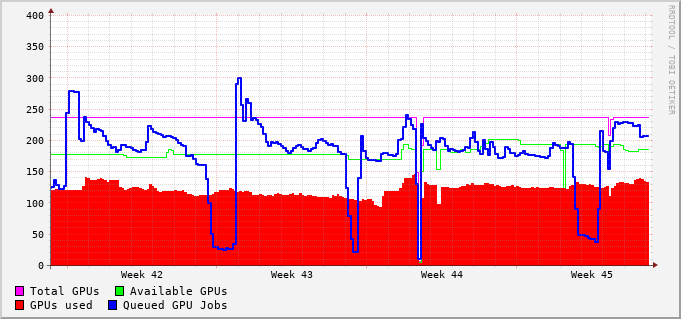 400
350
300
250
200
150
100
50
0
Week 42 Week 43 Week 44 Week 45
Total GPUs Available GPUs
GPUs used Queued GPU Jobs
RRDTOOL / TOBI OETIKER